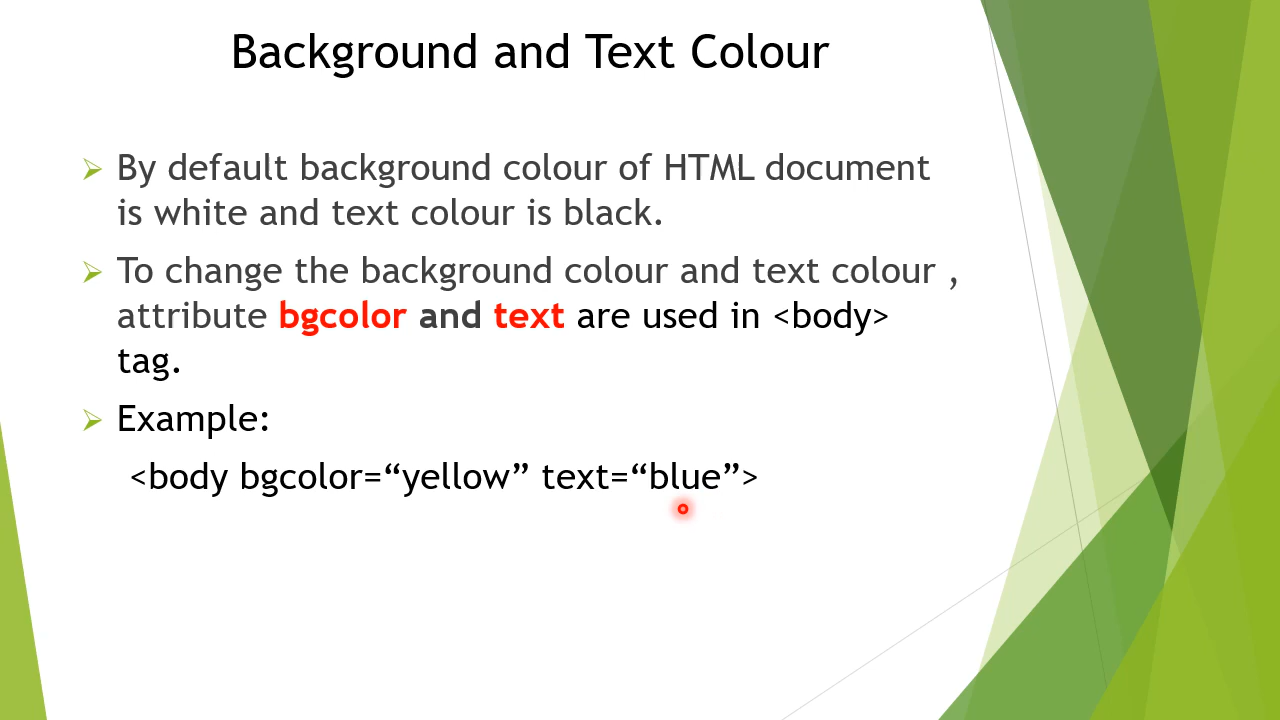 Background and Text Colour
By default background colour of HTML document
is white and text colour is black.
To change the background colour and text colour ,
attribute bgcolor and text are used in <body>
tag.
Example:
<body bgcolor=“yellow” text=“blue”>